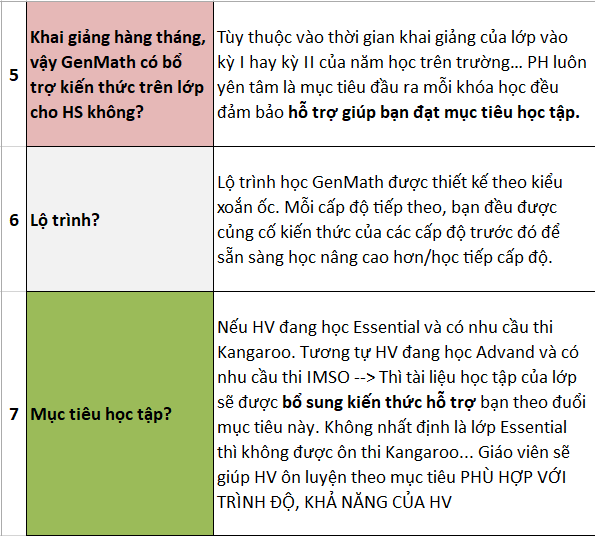 5
Khai giảng hàng tháng,
vậy GenMath có bổ
trợ kiến thức trên lớp
cho HS không?
Tùy thuộc vào thời gian khai giảng của lớp vào
kỳ I hay kỳ II của năm học trên trường... PH luôn
yên tâm là mục tiêu đầu ra mỗi khóa học đều
đảm bảo hỗ trợ giúp bạn đạt mục tiêu học tập.
6
Lộ trình?
Lộ trình học GenMath được thiết kế theo kiểu
xoắn ốc. Mỗi cấp độ tiếp theo, bạn đều được
củng cố kiến thức của các cấp độ trước đó để
sẵn sàng học nâng cao hơn/học tiếp cấp độ.
7
Mục tiêu học tập?
Nếu HV đang học Essential và có nhu cầu thi
Kangaroo. Tương tự HV đang học Advand và có
nhu cầu thi IMSO --> Thì tài liệu học tập của lớp
sẽ được bổ sung kiến thức hỗ trợ bạn theo đuổi
mục tiêu này. Không nhất định là lớp Essential
thì không được ôn thi Kangaroo... Giáo viên sẽ
giúp HV ôn luyện theo mục tiêu PHÙ HỢP VỚI
TRÌNH ĐỘ, KHẢ NĂNG CỦA HV